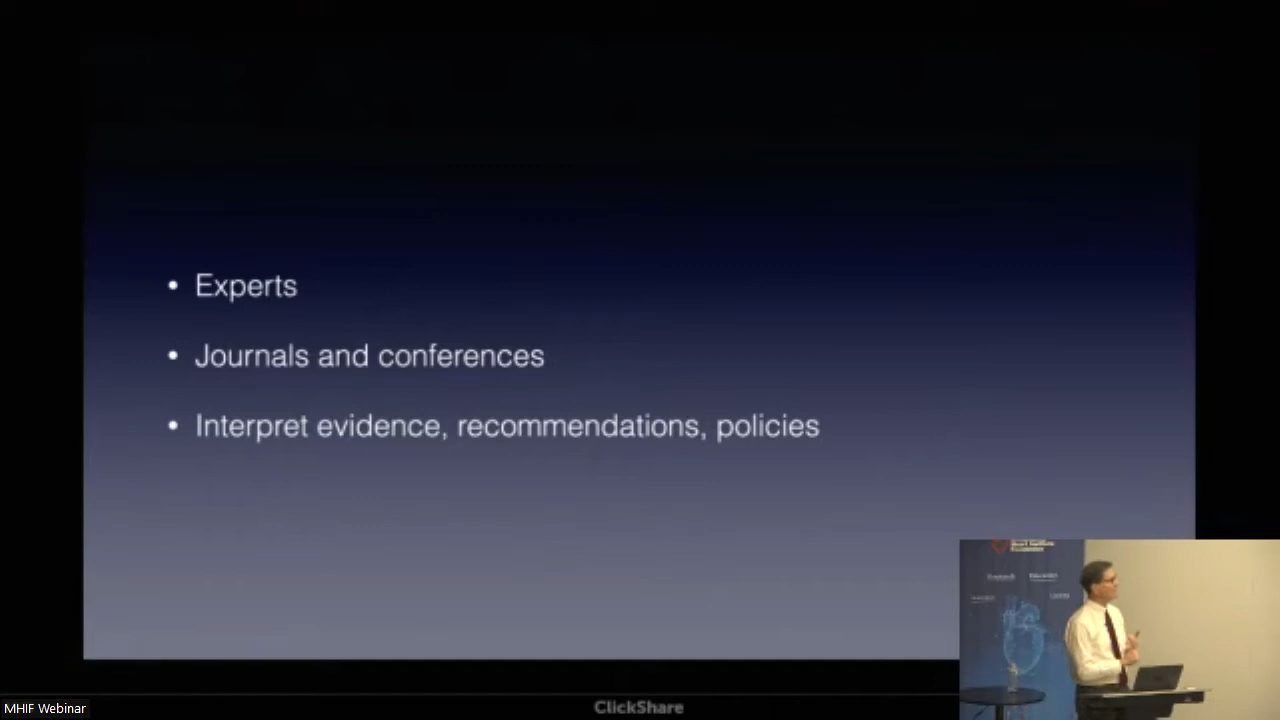 • Experts
• Journals and conferences
• Interpret evidence, recommendations, policies
MHIF Webinar
ClickShare